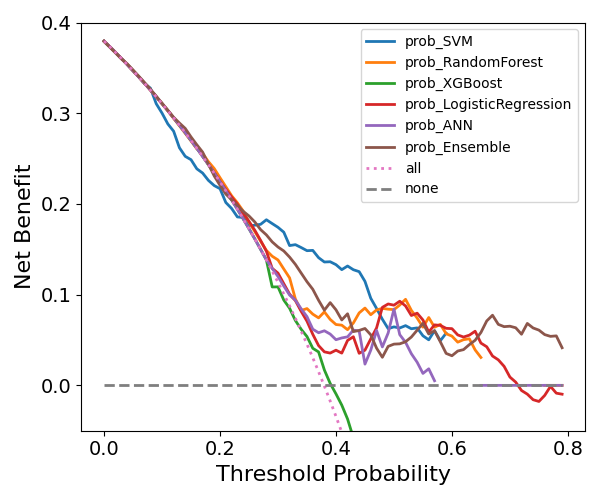 0.4
0.3
0.2
0.1
0.0
Net Benefit
prob_SVM
prob_RandomForest
prob_XGBoost
prob_LogisticRegression
prob_ANN
prob_Ensemble
all
none
0.0 0.2 0.4 0.6 0.8
Threshold Probability